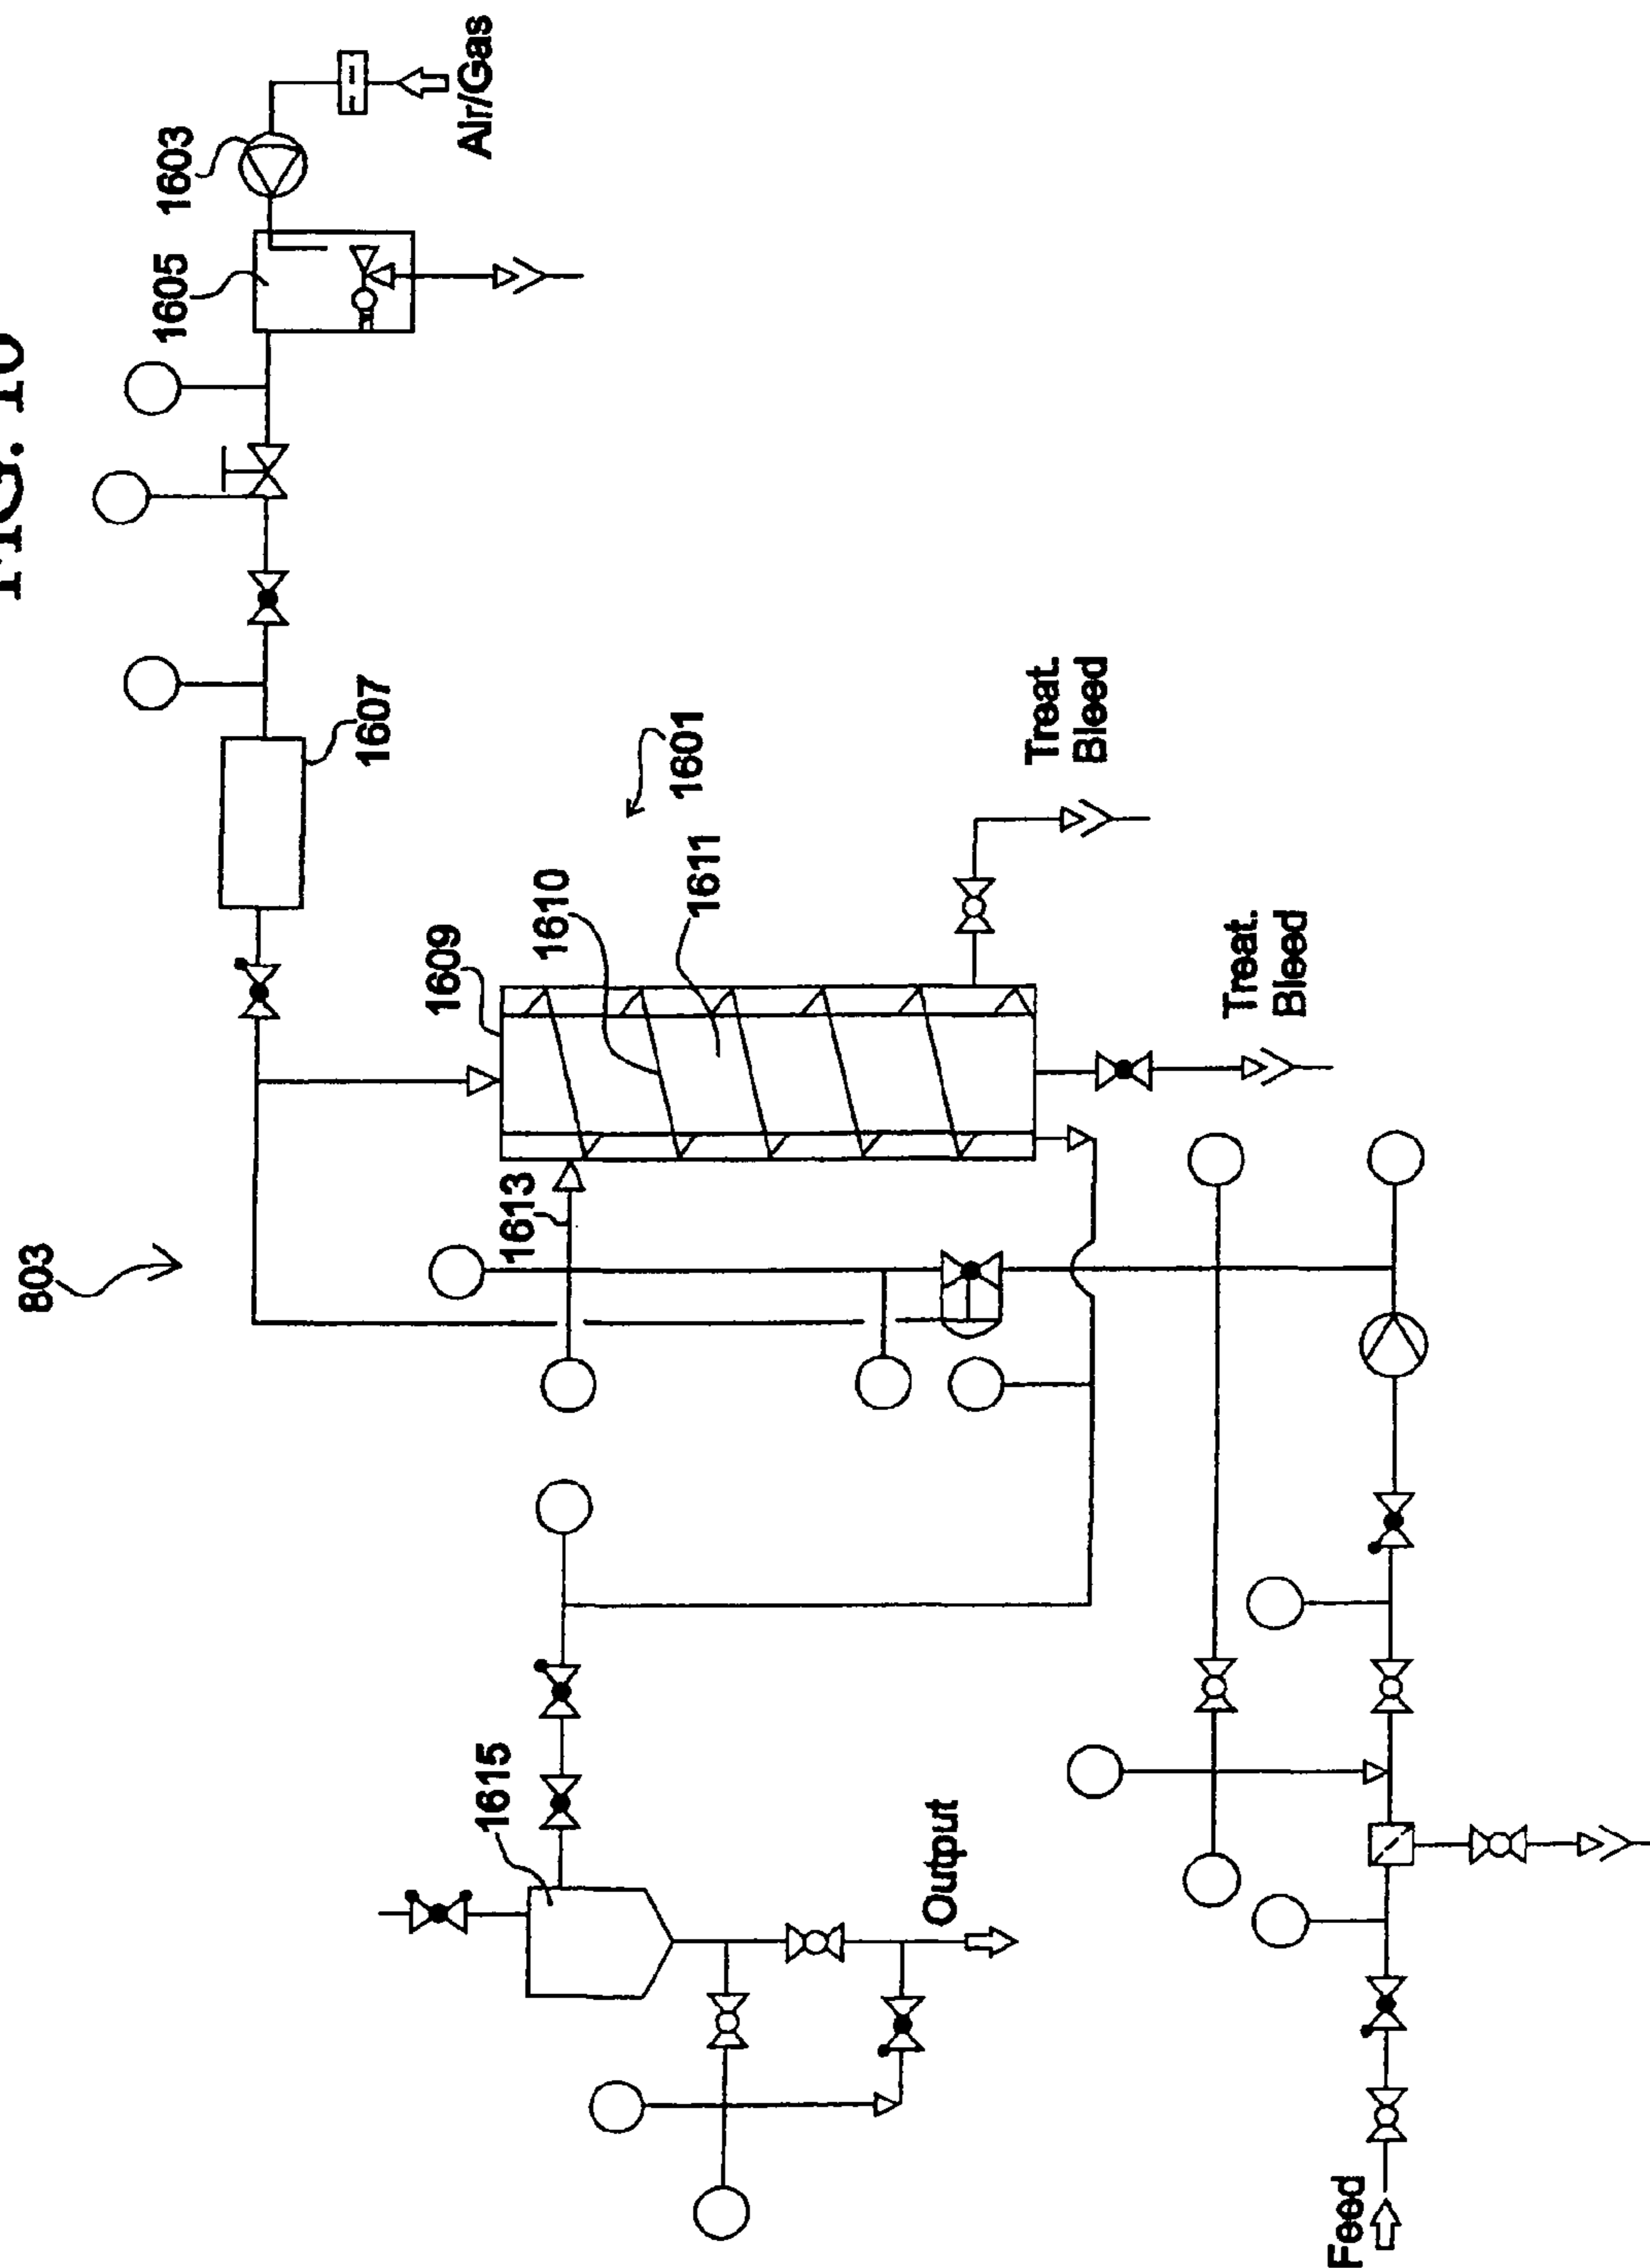 FIG. 16
803
1605
1603
1607
1609
Air/Gas
1615
1613
1610
1601
1611
Output
Treat.
Bleed
Treat.
Bleed
Feed